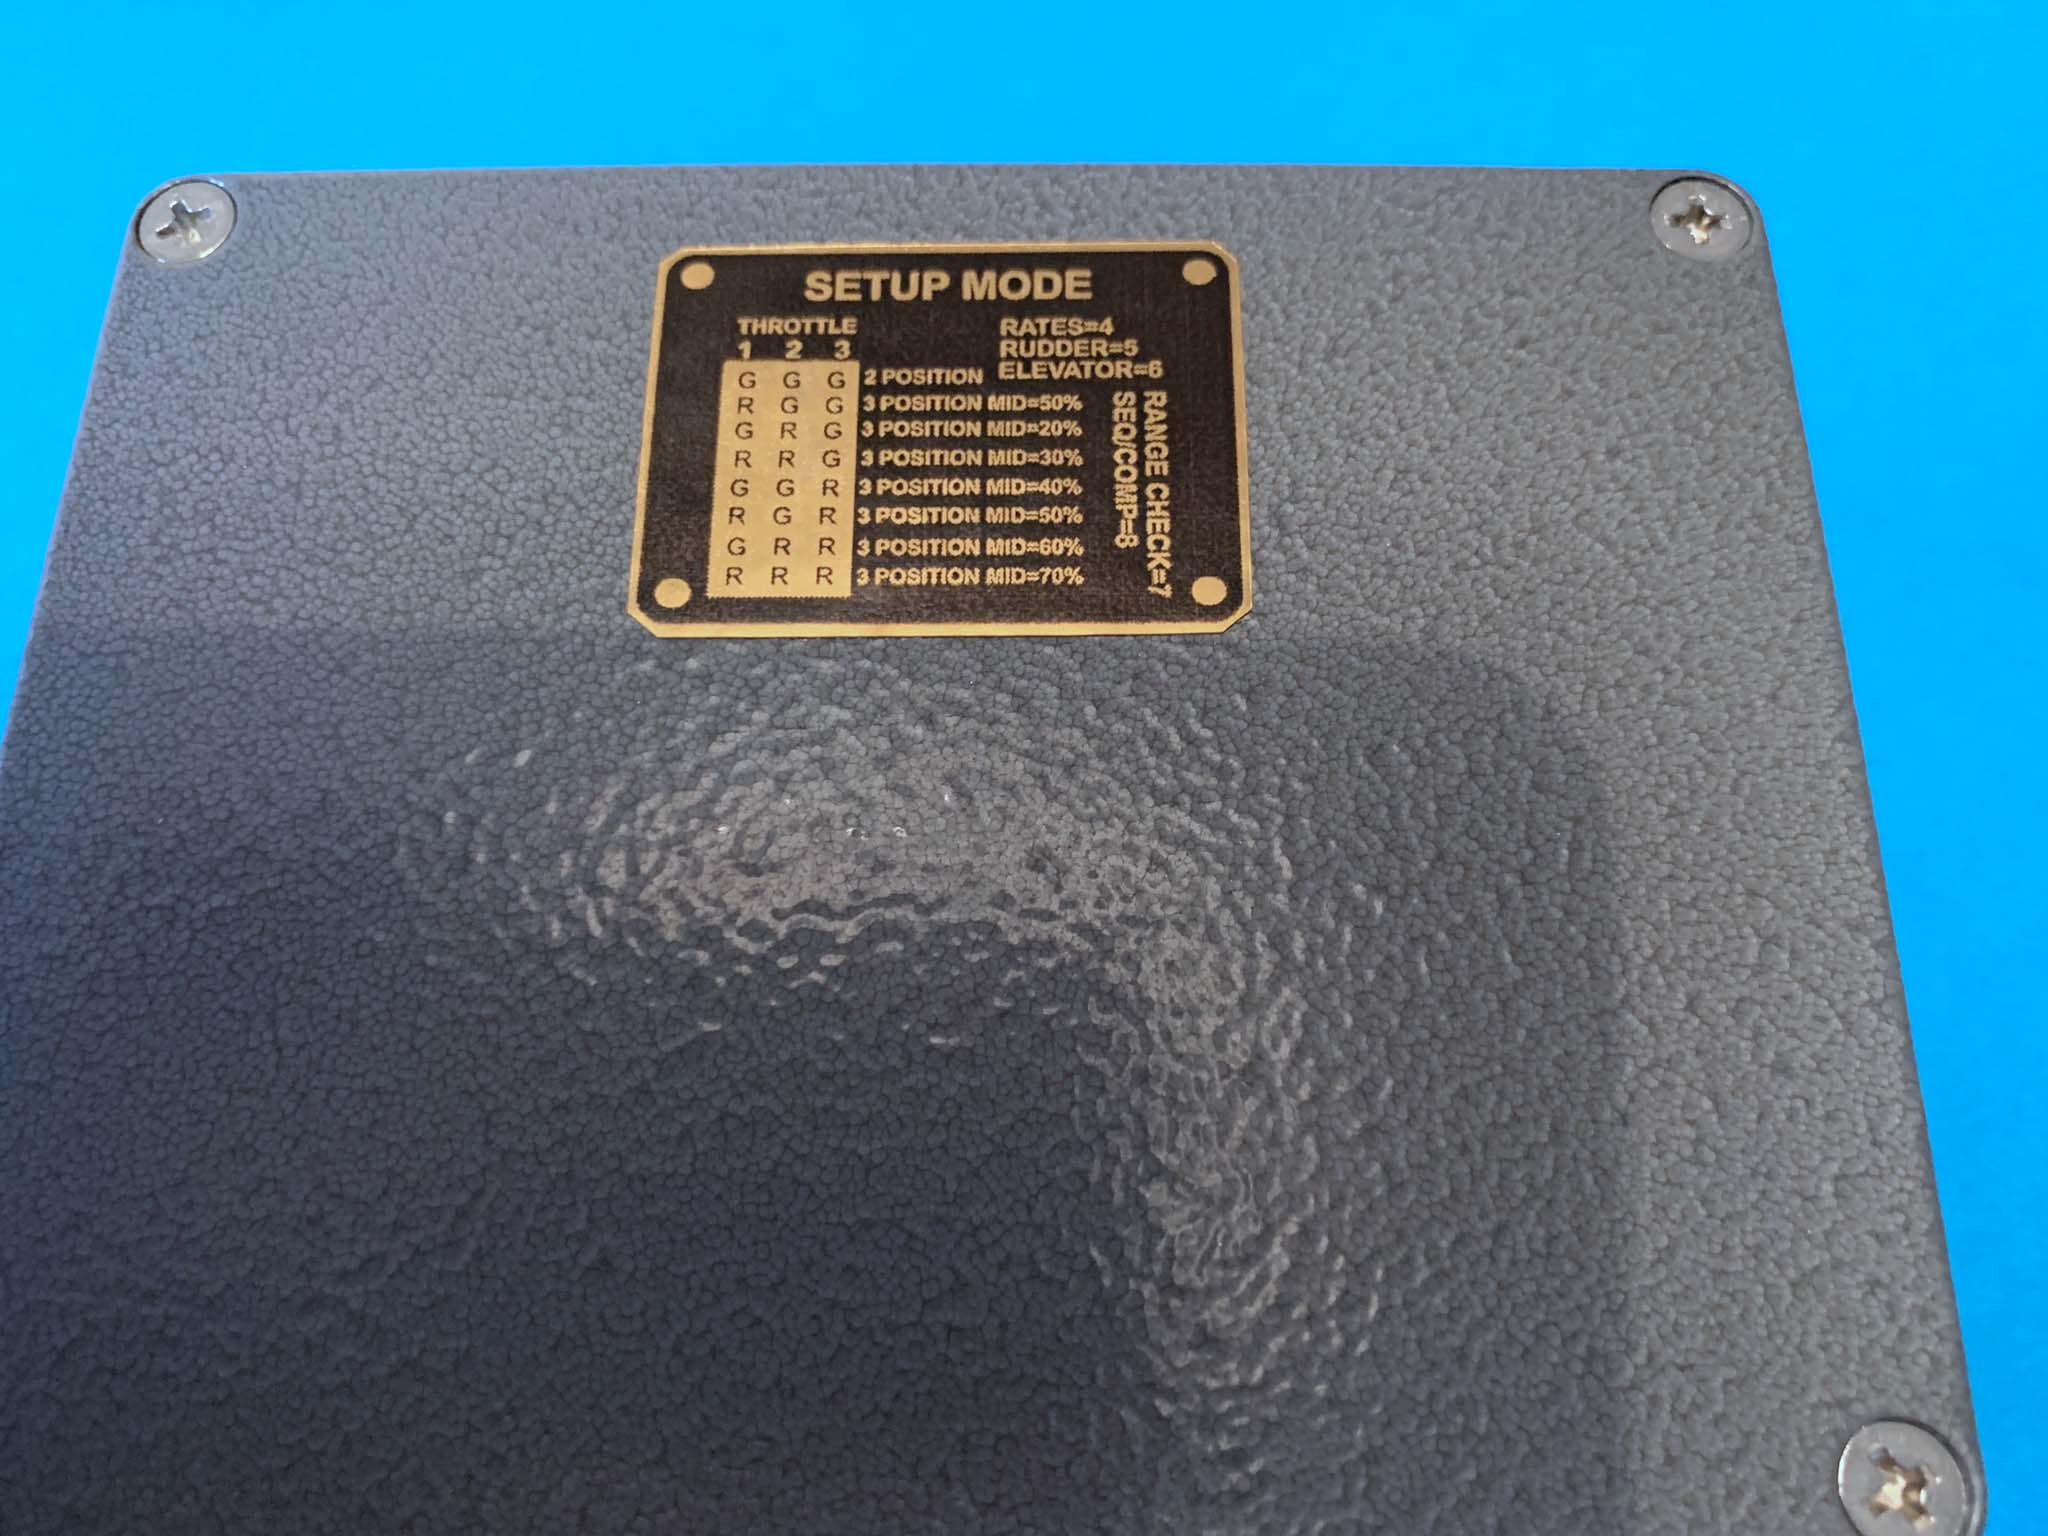 SETUP MODE
THROTTLE
1 2 3
G G G 2 POSITION
R G G 3 POSITION MID=50%
G R G 3 POSITION MID=20%
R R G 3 POSITION MID=30%
G G R 3 POSITION MID=40%
R G R 3 POSITION MID=50%
G R R 3 POSITION MID=60%
R R R 3 POSITION MID=70%
RATES=4
RUDDER=5
ELEVATOR=6
RANGE CHECK=7
SEQ/COMP=8